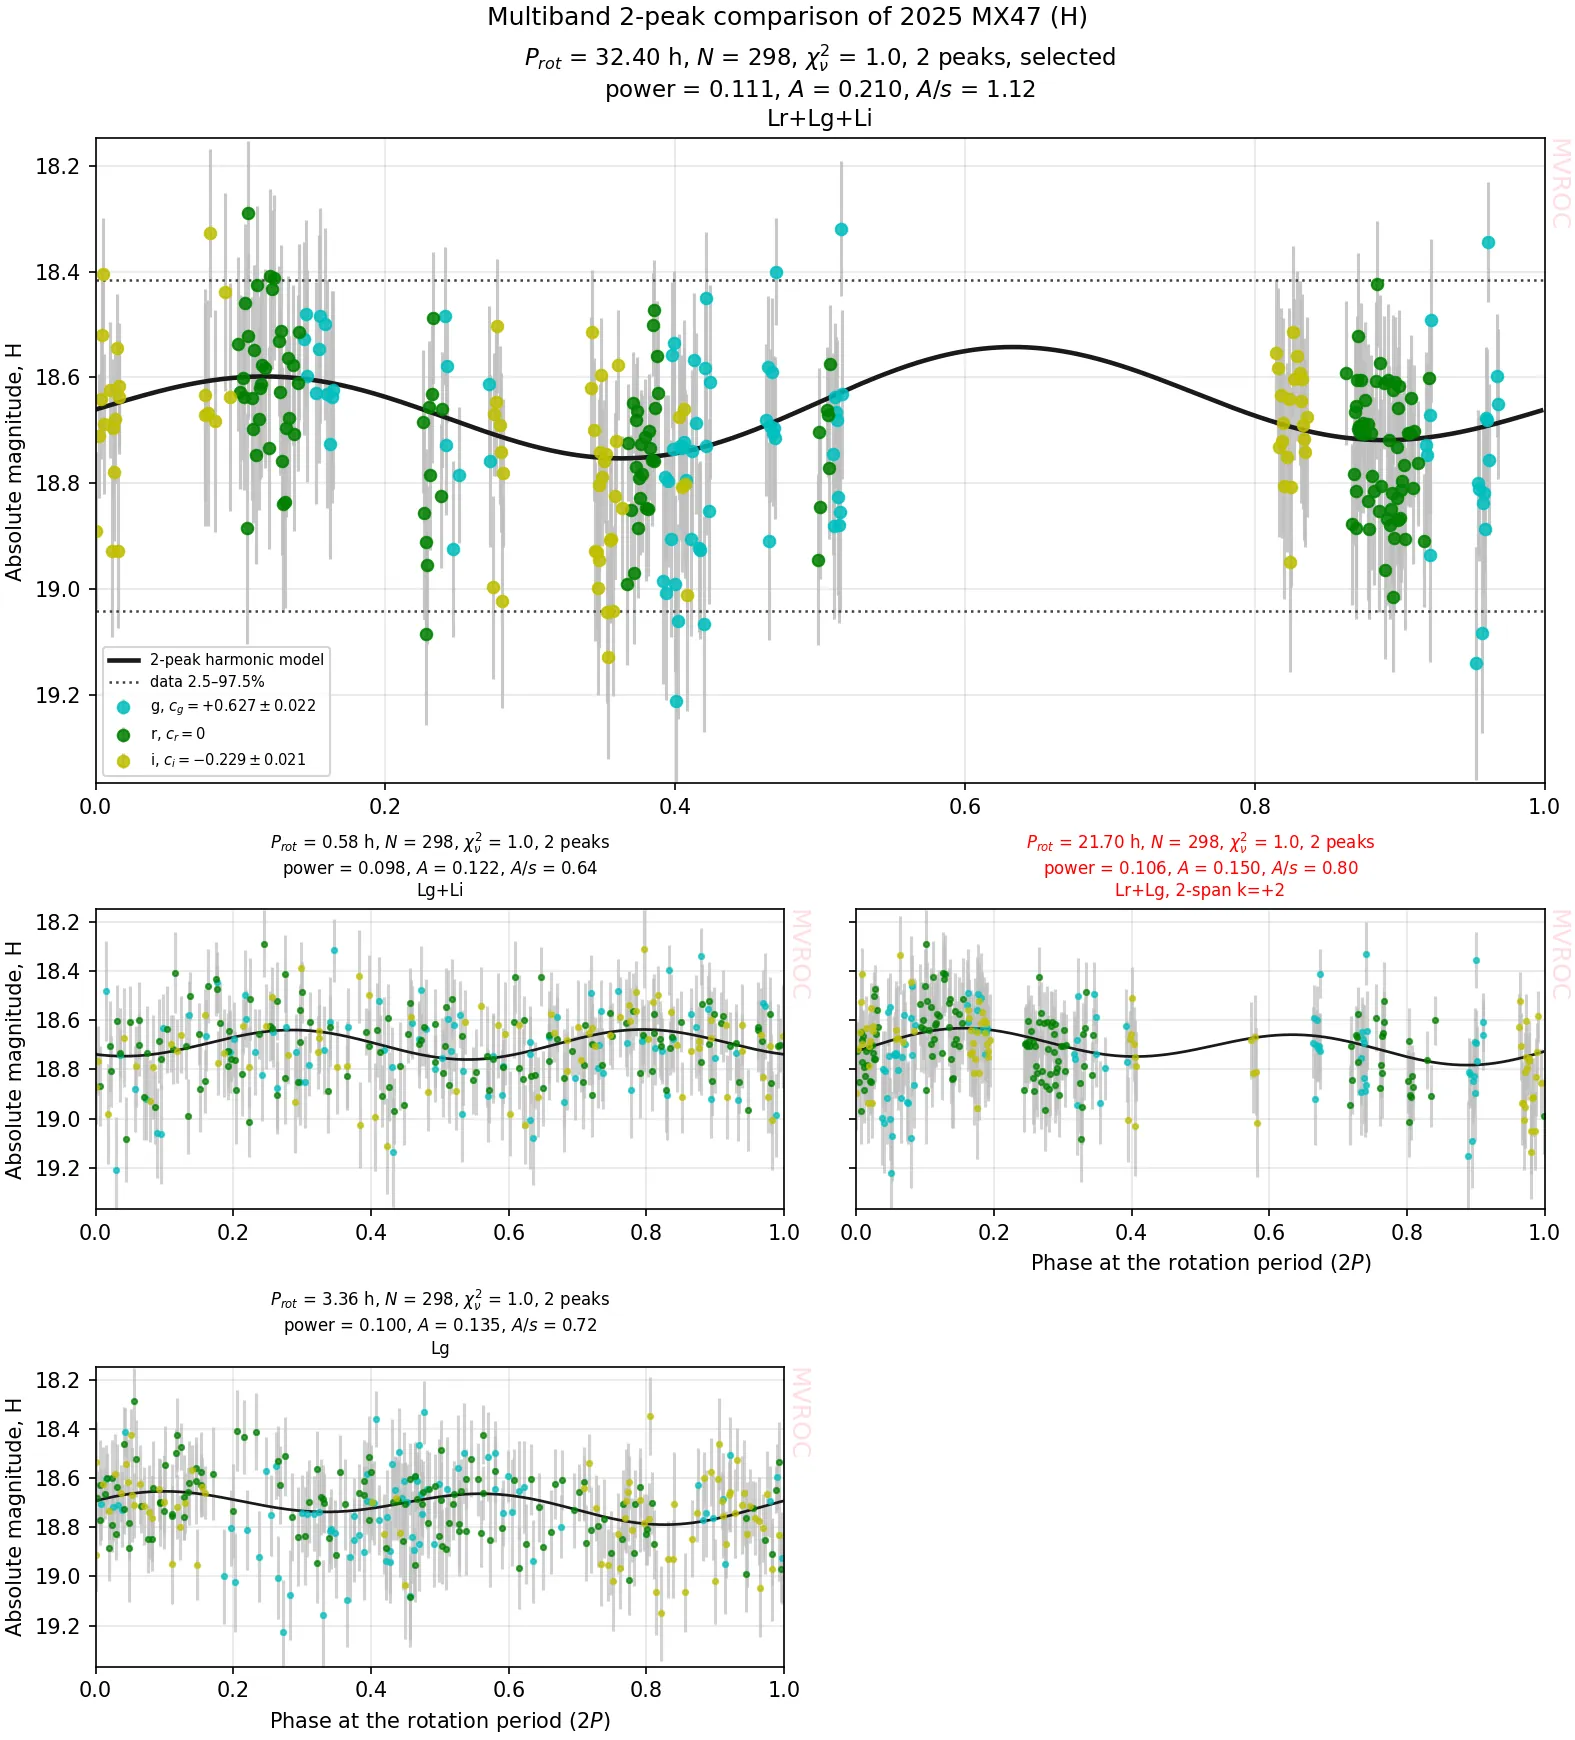 Multiband 2-peak comparison of 2025 MX47 (H)
P_rot = 32.40 h, N = 298, χ²_ν = 1.0, 2 peaks, selected
power = 0.111, A = 0.210, A/s = 1.12
Lr+Lg+Li
18.2
18.4
18.6
18.8
19.0
19.2
Absolute magnitude, H
MVROC
2-peak harmonic model
data 2.5–97.5%
g, c_g = +0.627 ± 0.022
r, c_r = 0
i, c_i = −0.229 ± 0.021
0.0 0.2 0.4 0.6 0.8 1.0
P_rot = 0.58 h, N = 298, χ²_ν = 1.0, 2 peaks
power = 0.098, A = 0.122, A/s = 0.64
Lg+Li
18.2
18.4
18.6
18.8
19.0
19.2
Absolute magnitude, H
MVROC
0.0 0.2 0.4 0.6 0.8 1.0
P_rot = 21.70 h, N = 298, χ²_ν = 1.0, 2 peaks
power = 0.106, A = 0.150, A/s = 0.80
Lr+Lg, 2-span k=+2
MVROC
0.0 0.2 0.4 0.6 0.8 1.0
Phase at the rotation period (2P)
P_rot = 3.36 h, N = 298, χ²_ν = 1.0, 2 peaks
power = 0.100, A = 0.135, A/s = 0.72
Lg
18.2
18.4
18.6
18.8
19.0
19.2
Absolute magnitude, H
MVROC
0.0 0.2 0.4 0.6 0.8 1.0
Phase at the rotation period (2P)